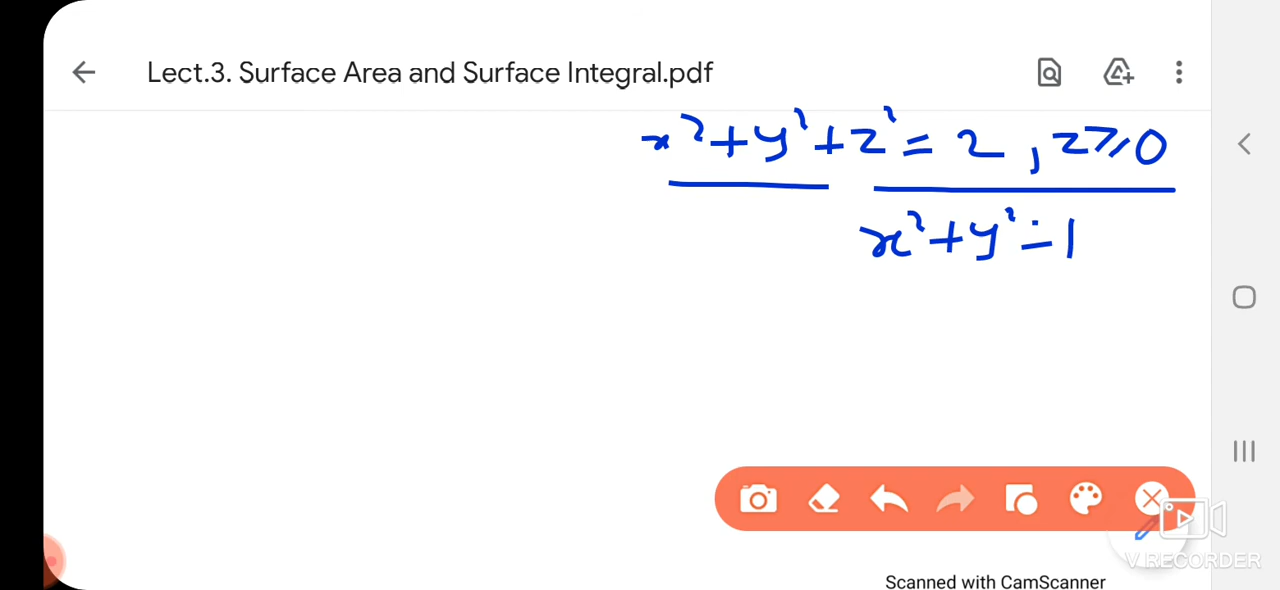 Lect.3. Surface Area and Surface Integral.pdf
x²+y²+z²=2, z≥0
x²+y²=1
V RECORDER
Scanned with CamScanner